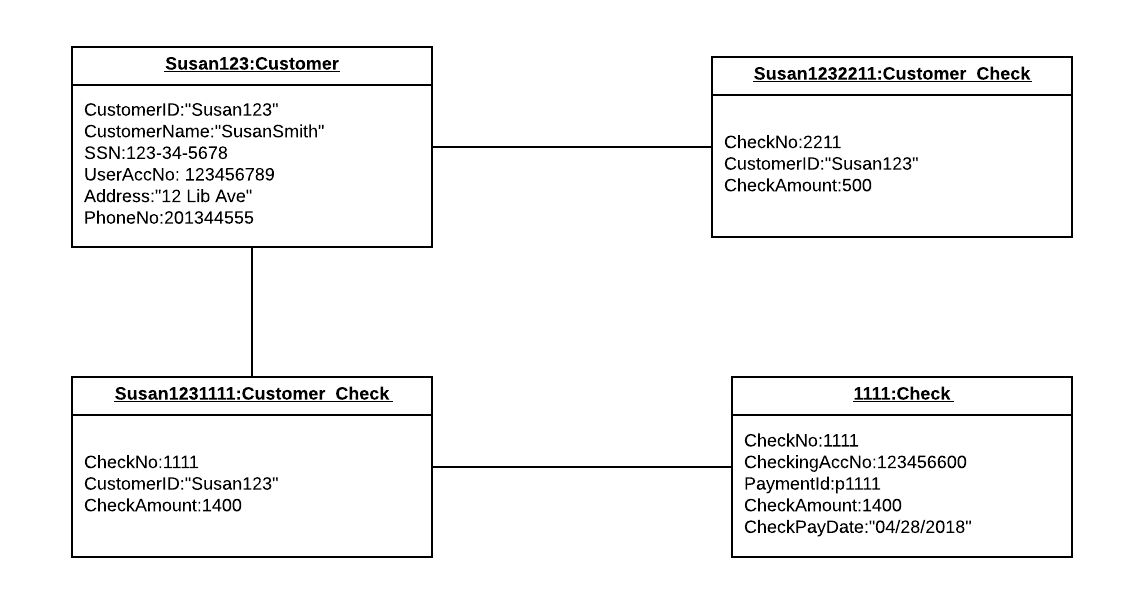 Susan123:Customer
CustomerID:"Susan123"
CustomerName:"SusanSmith"
SSN:123-34-5678
UserAccNo: 123456789
Address:"12 Lib Ave"
PhoneNo:201344555
Susan1232211:Customer_Check
CheckNo:2211
CustomerID:"Susan123"
CheckAmount:500
Susan1231111:Customer_Check
CheckNo:1111
CustomerID:"Susan123"
CheckAmount:1400
1111:Check
CheckNo:1111
CheckingAccNo:123456600
PaymentId:p1111
CheckAmount:1400
CheckPayDate:"04/28/2018"